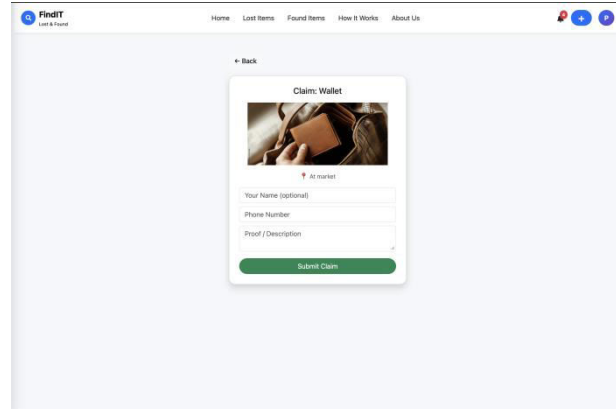 FindIT
Lost & Found
Home Lost Items Found Items How It Works About Us
+
P
← Back
Claim: Wallet
At market
Your Name (optional)
Phone Number
Proof / Description
Submit Claim